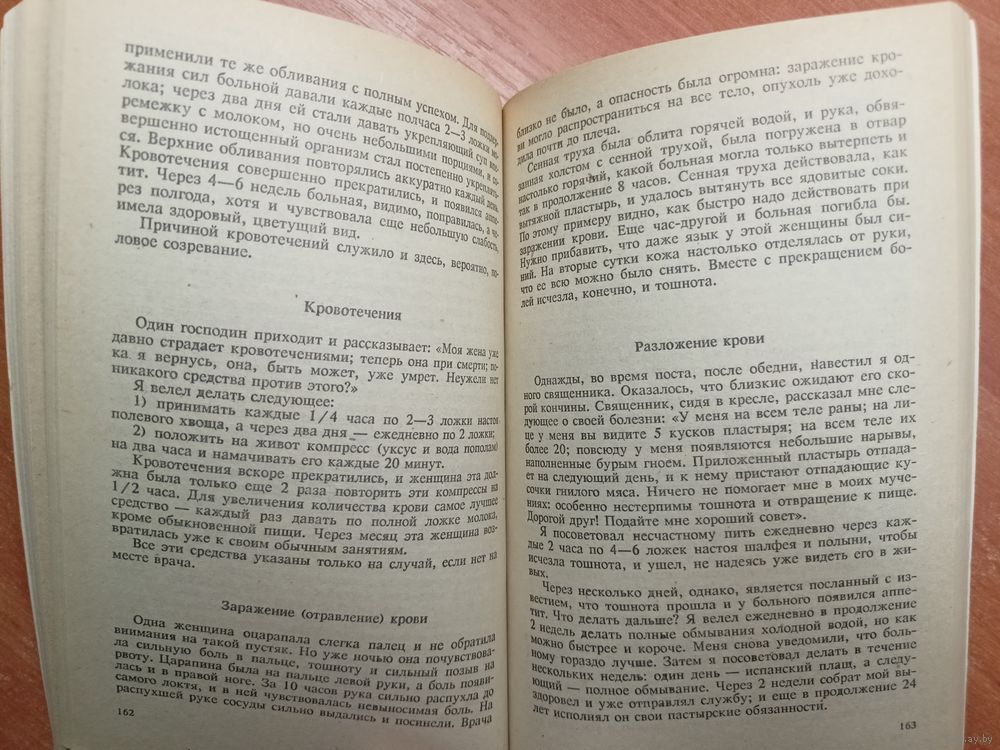 применили те же обливания с полным успехом. Для поддер-
жания сил больной давали каждые полчаса 2—3 ложки мо-
лока; через два дня ей стали давать укрепляющий суп впе-
ремежку с молоком, но очень небольшими порциями, и со-
вершенно истощенный организм стал постепенно укреплять-
ся. Верхние обливания повторялись аккуратно каждый день.
Кровотечения совершенно прекратились, и появился аппе-
тит. Через 4—6 недель больная, видимо, поправилась, а че-
рез полгода, хотя и чувствовала еще небольшую слабость,
имела здоровый, цветущий вид.
Причиной кровотечений служило и здесь, вероятно, по-
ловое созревание.
Кровотечения
Один господин приходит и рассказывает: «Моя жена уже
давно страдает кровотечениями; теперь она при смерти; по-
ка я вернусь, она, быть может, уже умрет. Неужели нет
никакого средства против этого?»
Я велел делать следующее:
1) принимать каждые 1/4 часа по 2—3 ложки настоя
полевого хвоща, а через два дня — ежедневно по 2 ложки;
2) положить на живот компресс (уксус и вода пополам)
на два часа и намачивать его каждые 20 минут.
Кровотечения вскоре прекратились, и женщина эта дол-
жна была только еще 2 раза повторить эти компрессы на
1/2 часа. Для увеличения количества крови самое лучшее
средство — каждый раз давать по полной ложке молока,
кроме обыкновенной пищи. Через месяц эта женщина воз-
вратилась уже к своим обычным занятиям.
Все эти средства указаны только на случай, если нет на
месте врача.
Заражение (отравление) крови
Одна женщина оцарапала слегка палец и не обратила
внимания на такой пустяк. Но уже ночью она почувствова-
ла сильную боль в пальце, тошноту и сильный позыв на
рвоту. Царапина была на пальце левой руки, а боль появи-
лась и в правой ноге. За 10 часов рука сильно распухла до
самого локтя, и в ней чувствовалась невыносимая боль. На
распухшей руке сосуды сильно выдались и посинели. Врача
162
близко не было, а опасность была огромна: заражение кро-
ви могло распространиться на все тело, опухоль уже дохо-
дила почти до плеча.
Сенная труха была облита горячей водой, и рука, обвя-
занная холстом с сенной трухой, была погружена в отвар
настолько горячий, какой больная могла только вытерпеть и
так в продолжение 8 часов. Сенная труха действовала, как
вытяжной пластырь, и удалось вытянуть все ядовитые соки.
По этому примеру видно, как быстро надо действовать при
заражении крови. Еще час-другой и больная погибла бы.
Нужно прибавить, что даже язык у этой женщины был си-
ний. На вторые сутки кожа настолько отделялась от руки,
что ее всю можно было снять. Вместе с прекращением бо-
лей исчезла, конечно, и тошнота.
Разложение крови
Однажды, во время поста, после обедни, навестил я од-
ного священника. Оказалось, что близкие ожидают его ско-
рой кончины. Священник, сидя в кресле, рассказал мне сле-
дующее о своей болезни: «У меня на всем теле раны; на ли-
це у меня вы видите 5 кусков пластыря; на всем теле их
более 20; повсюду у меня появляются небольшие нарывы,
наполненные бурым гноем. Приложенный пластырь отпада-
ет на следующий день, и к нему пристают отпадающие ку-
сочки гнилого мяса. Ничего не помогает мне в моих муче-
ниях: особенно нестерпимы тошнота и отвращение к пище.
Дорогой друг! Подайте мне хороший совет».
Я посоветовал несчастному пить ежедневно через каж-
дые 2 часа по 4—6 ложек настоя шалфея и полыни, чтобы
исчезла тошнота, и ушел, не надеясь уже видеть его в жи-
вых.
Через несколько дней, однако, является посланный с из-
вестием, что тошнота прошла и у больного появился аппе-
тит. Что делать дальше? Я велел ежедневно в продолжение
2 недель делать полные обмывания холодной водой, но как
можно быстрее и короче. Меня снова уведомили, что боль-
ному гораздо лучше. Затем я посоветовал делать в течение
нескольких недель: один день — испанский плащ, а следу-
ющий — полное обмывание. Через 2 недели собрат мой вы-
здоровел и уже отправлял службу; и еще в продолжение 24
лет исполнял он свои пастырские обязанности.
163
ay.by